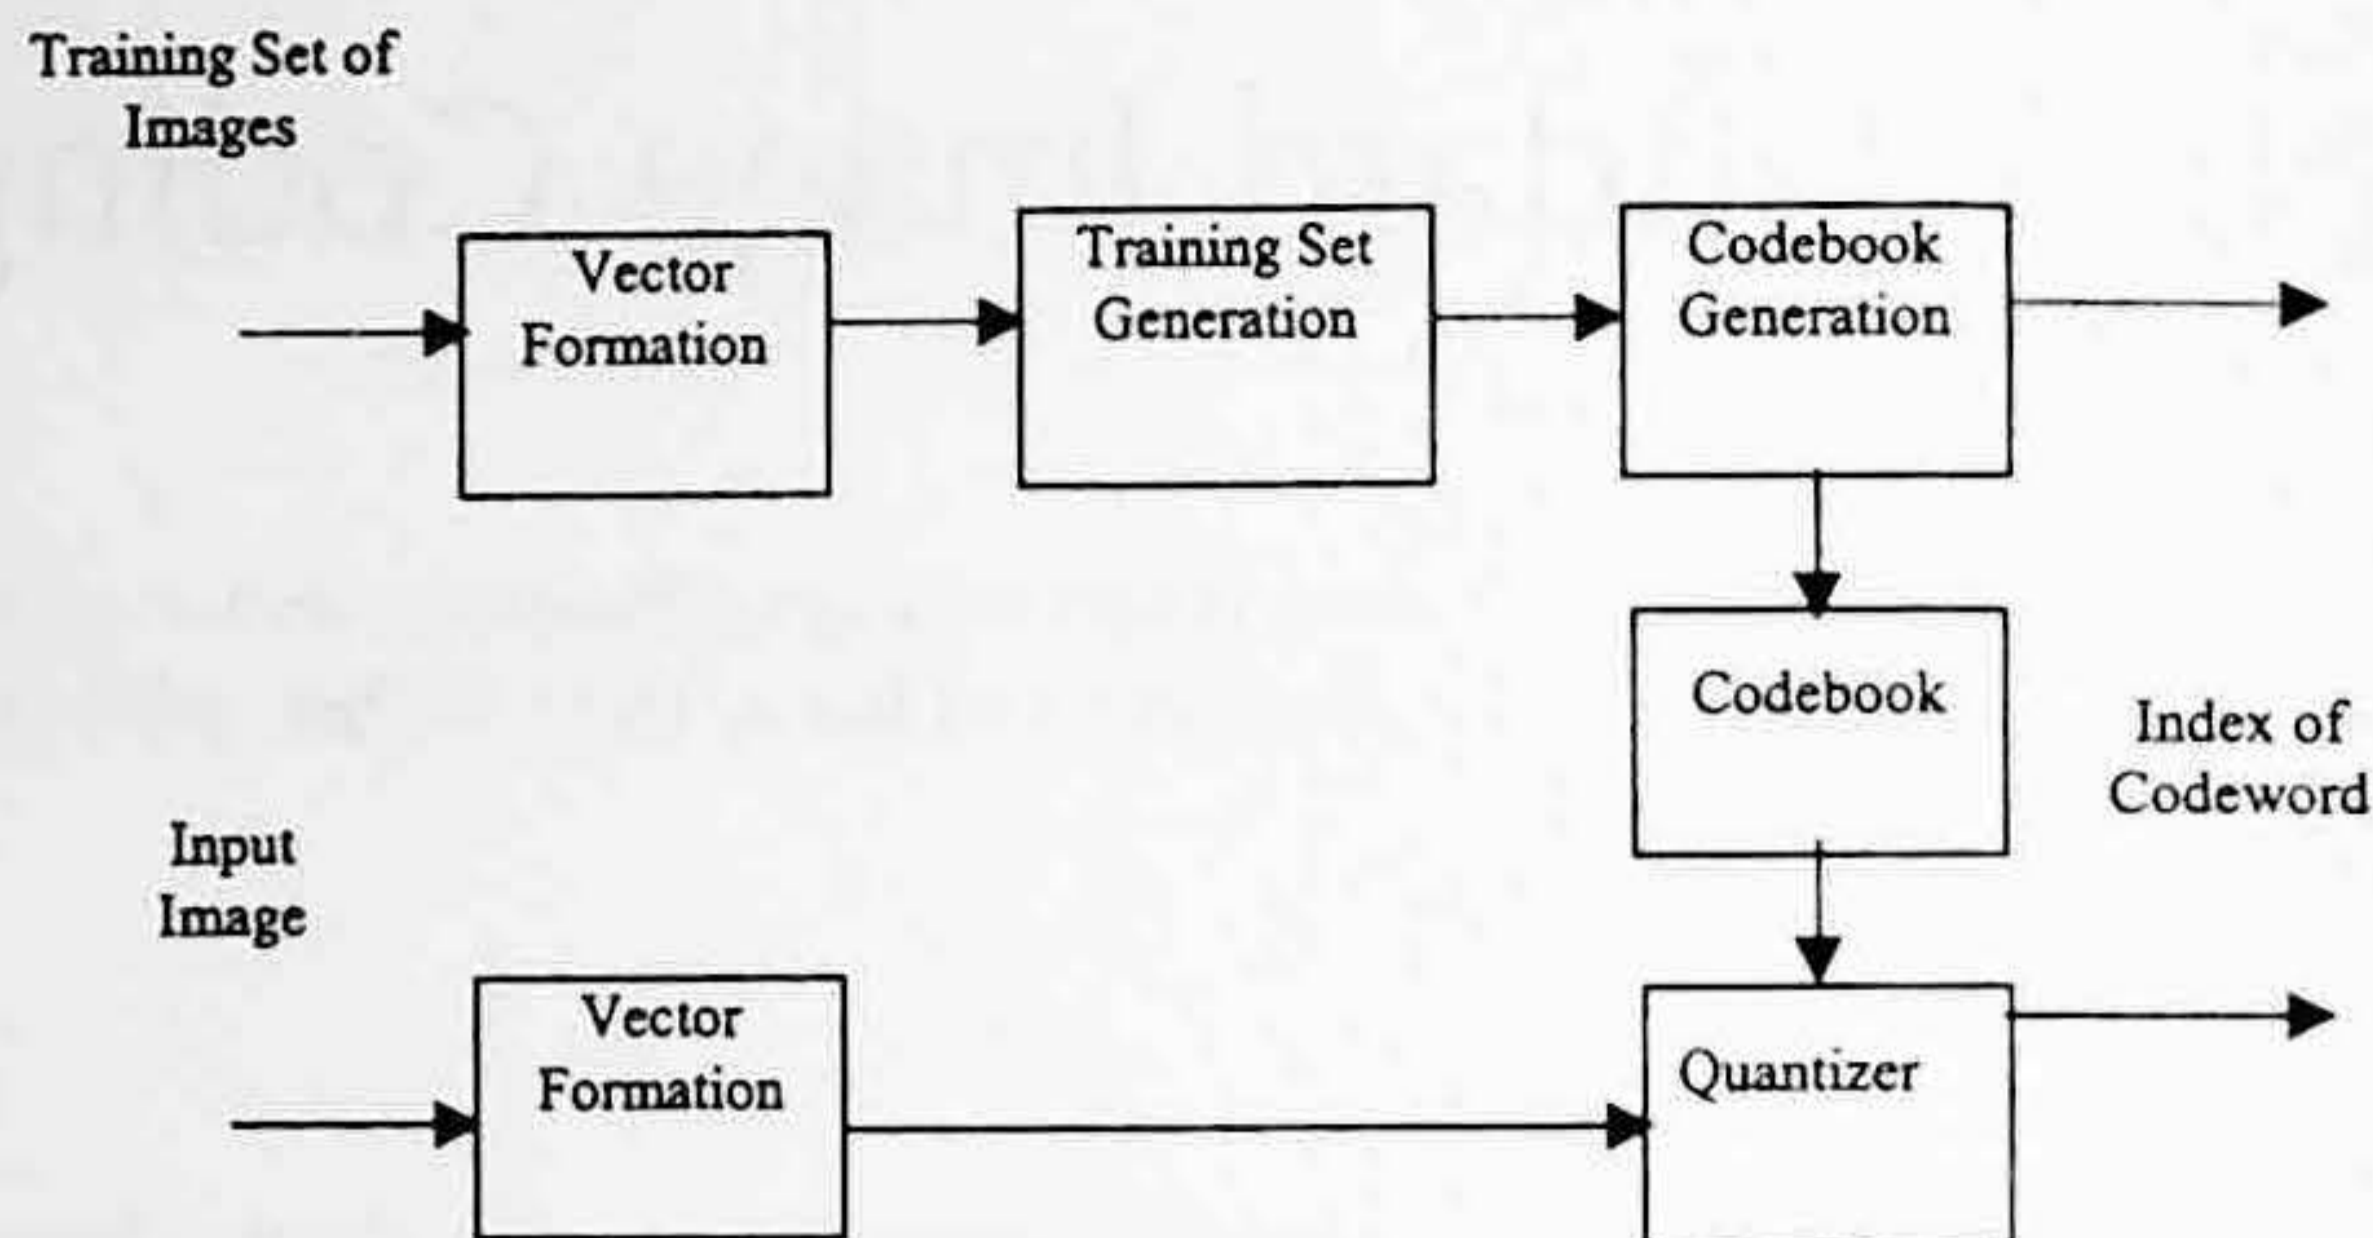 Training Set of
Images
Vector
Formation
Training Set
Generation
Codebook
Generation
Codebook
Index of
Codeword
Input
Image
Vector
Formation
Quantizer